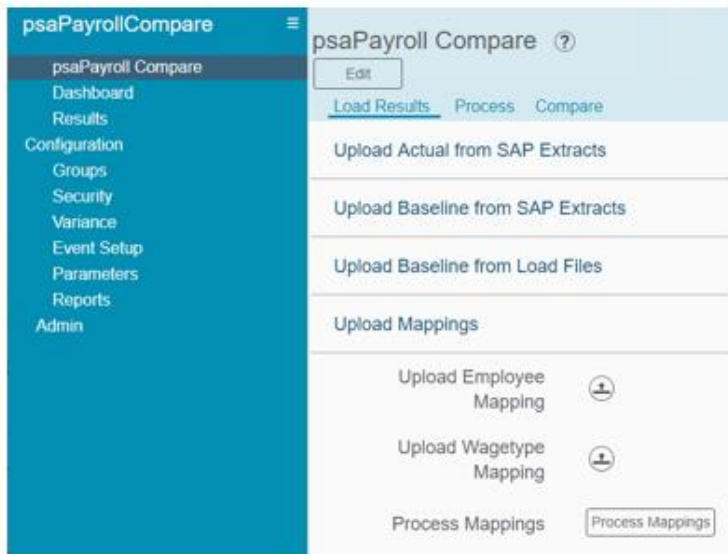 psaPayrollCompare
psaPayroll Compare
Dashboard
Results
Configuration
Groups
Security
Variance
Event Setup
Parameters
Reports
Admin
psaPayroll Compare ?
Edit
Load Results Process Compare
Upload Actual from SAP Extracts
Upload Baseline from SAP Extracts
Upload Baseline from Load Files
Upload Mappings
Upload Employee
Mapping
Upload Wagetype
Mapping
Process Mappings Process Mappings